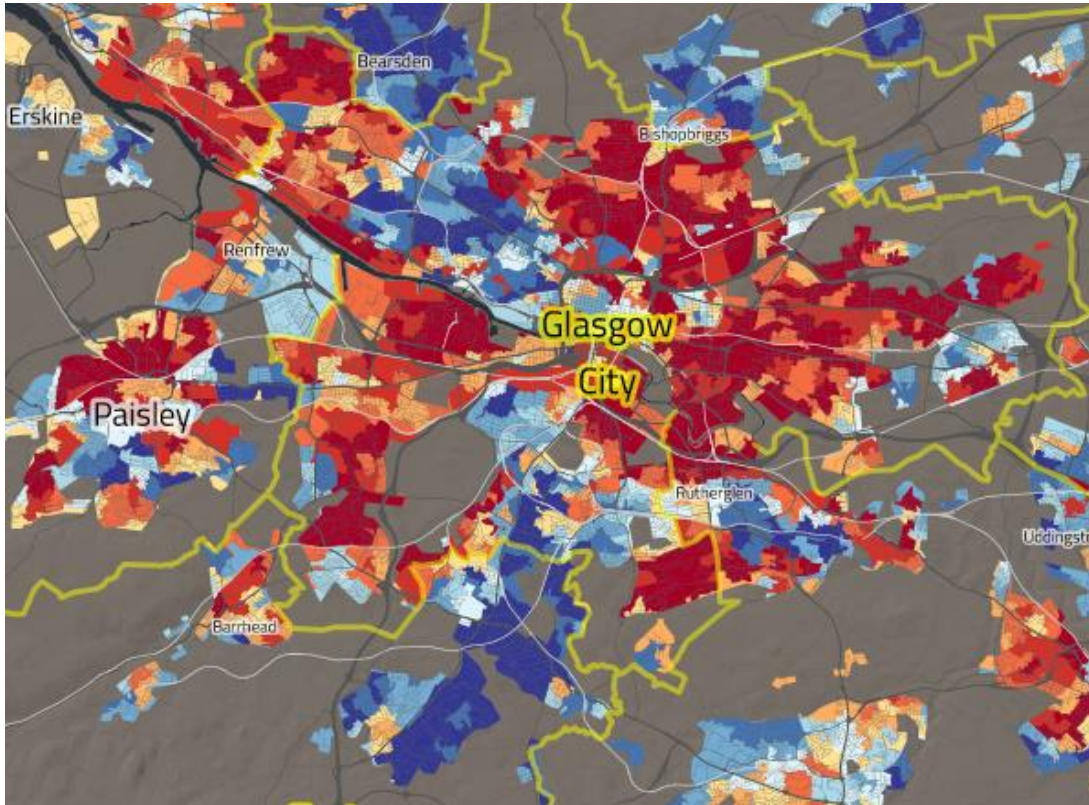 Bearsden
Erskine
Bishopbriggs
Renfrew
Glasgow
City
Paisley
Rutherglen
Barrhead